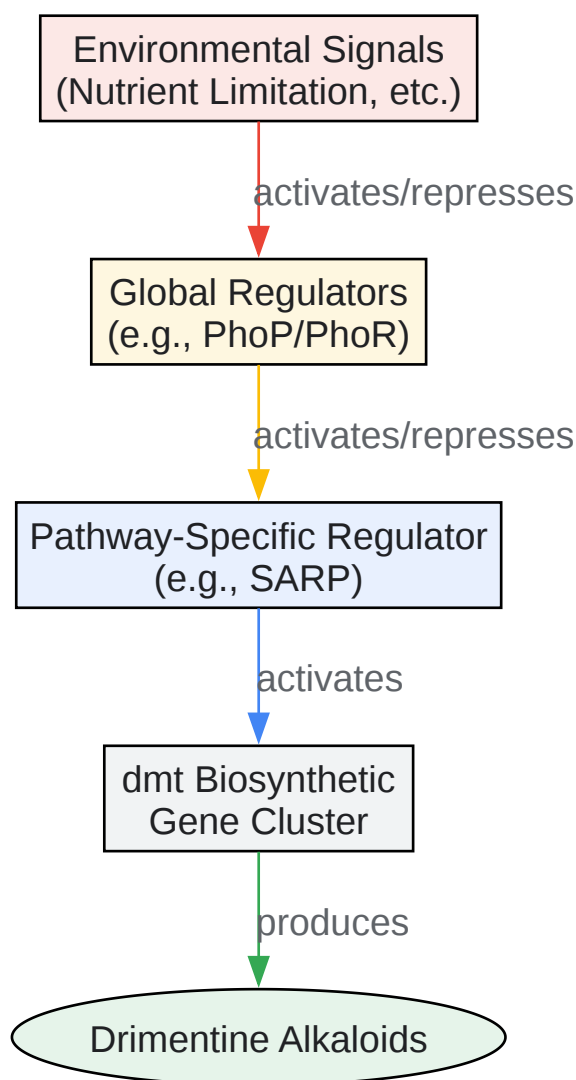 Environmental Signals
(Nutrient Limitation, etc.)
activates/represses
Global Regulators
(e.g., PhoP/PhoR)
activates/represses
Pathway-Specific Regulator
(e.g., SARP)
activates
dmt Biosynthetic
Gene Cluster
produces
Drimentine Alkaloids